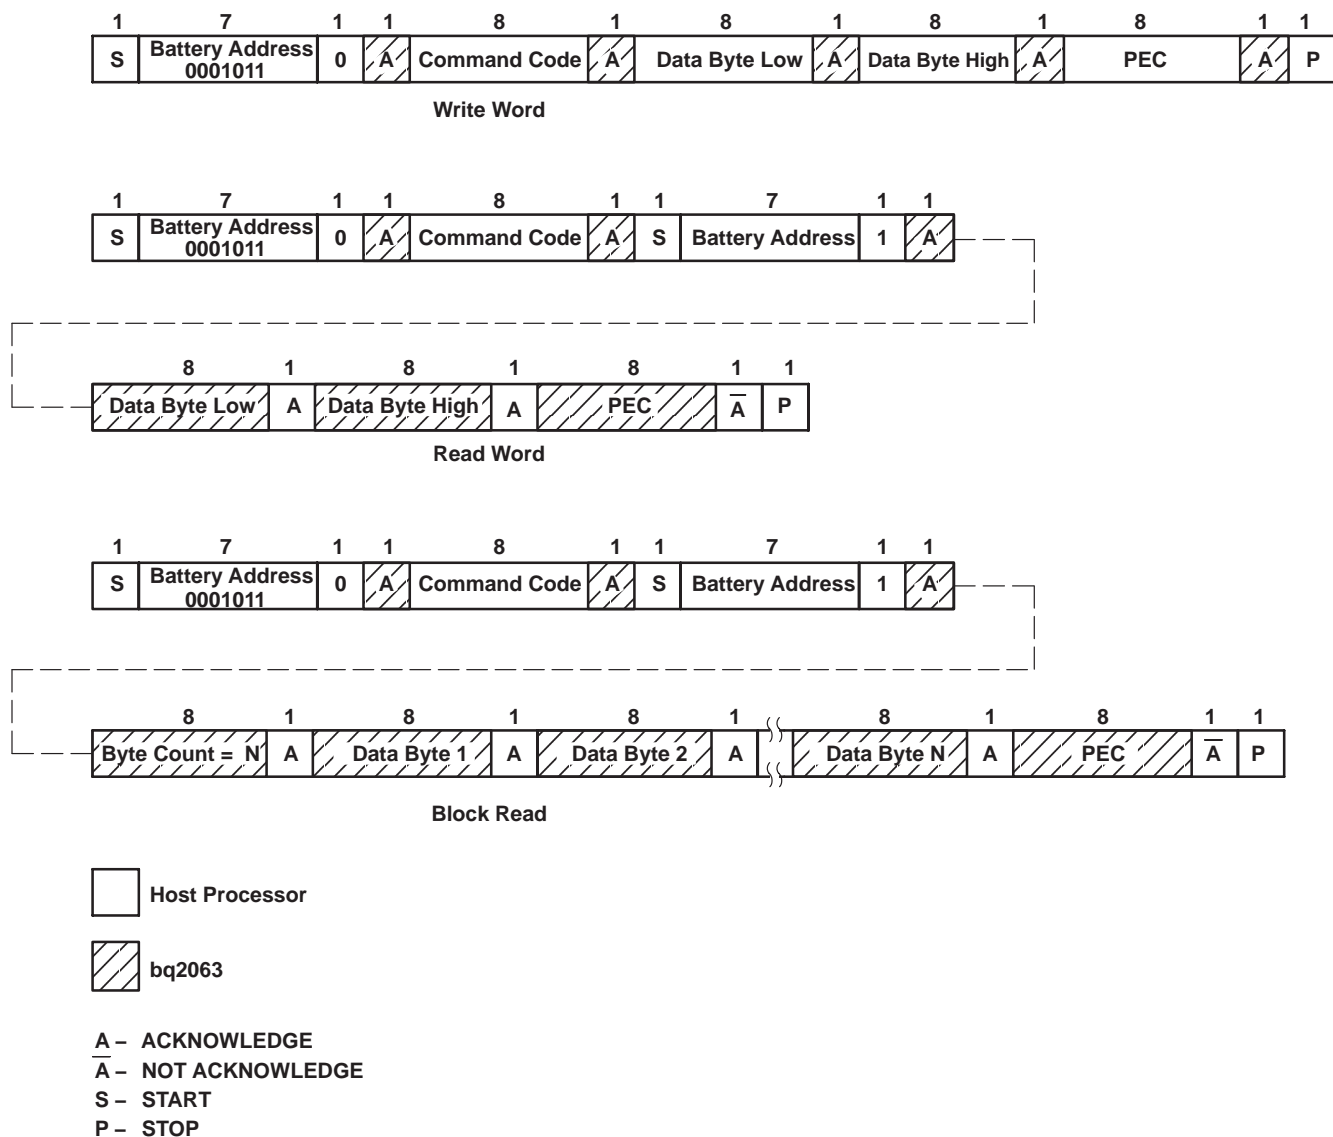 1 7 1 1 8 1 8 1 8 1 8 1 1
S Battery Address 0 A Command Code A Data Byte Low A Data Byte High A PEC A P
0001011
Write Word
1 7 1 1 8 1 1 7 1 1
S Battery Address 0 A Command Code A S Battery Address 1 A
0001011
8 1 8 1 8 1 1
Data Byte Low A Data Byte High A PEC A̅ P
Read Word
1 7 1 1 8 1 1 7 1 1
S Battery Address 0 A Command Code A S Battery Address 1 A
0001011
8 1 8 1 8 1 8 1 8 1 1
Byte Count = N A Data Byte 1 A Data Byte 2 A Data Byte N A PEC A̅ P
Block Read
Host Processor
bq2063
A – ACKNOWLEDGE
A̅ – NOT ACKNOWLEDGE
S – START
P – STOP